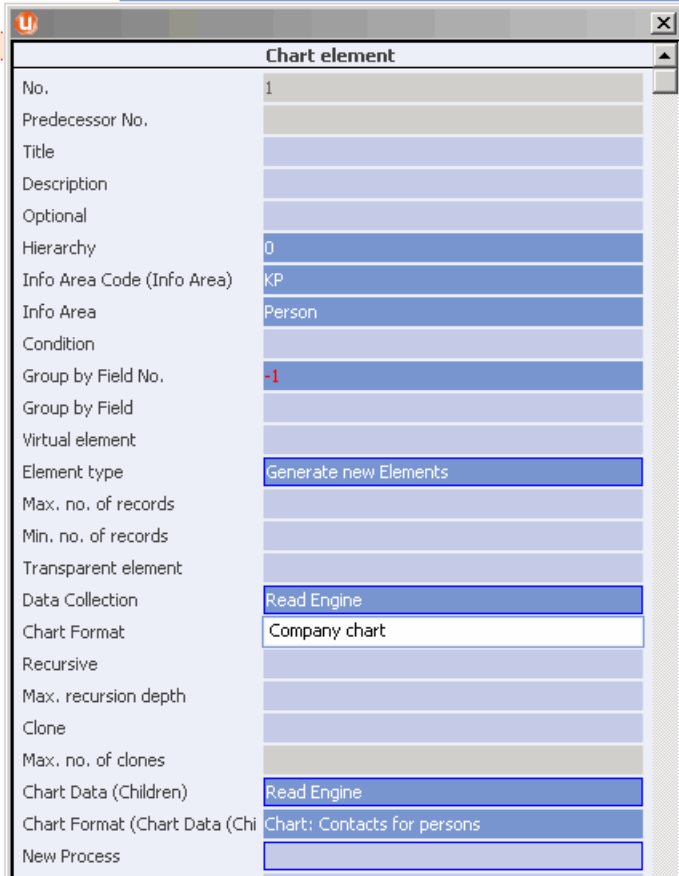 u
Chart element
No. 1
Predecessor No.
Title
Description
Optional
Hierarchy 0
Info Area Code (Info Area) KP
Info Area Person
Condition
Group by Field No. -1
Group by Field
Virtual element
Element type Generate new Elements
Max. no. of records
Min. no. of records
Transparent element
Data Collection Read Engine
Chart Format Company chart
Recursive
Max. recursion depth
Clone
Max. no. of clones
Chart Data (Children) Read Engine
Chart Format (Chart Data (Chi Chart: Contacts for persons
New Process